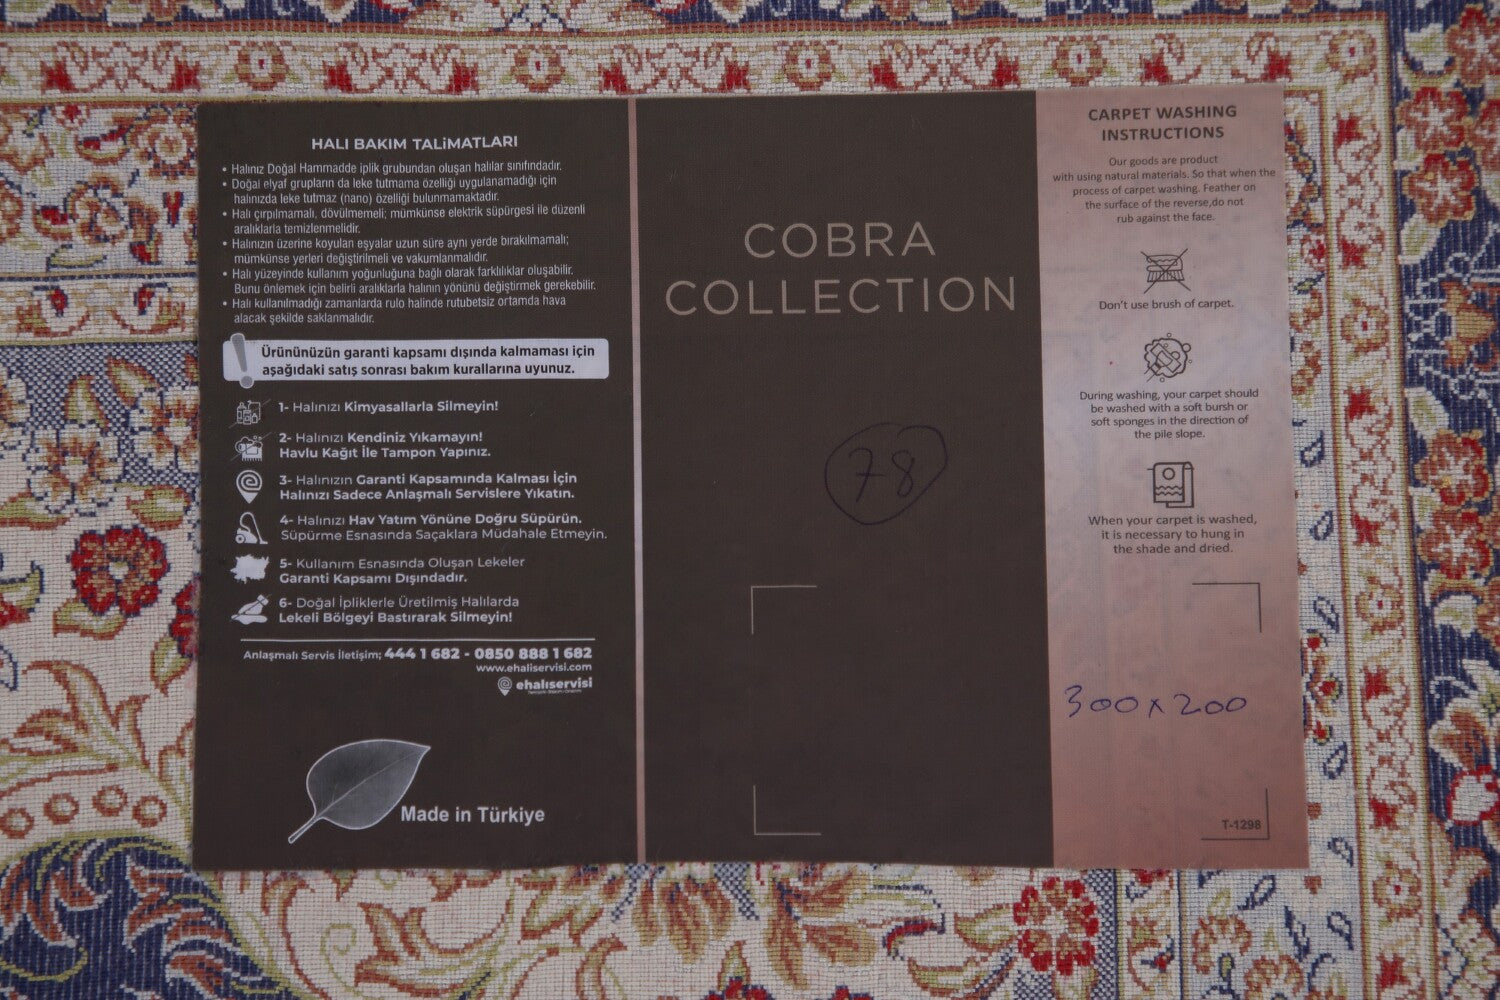 HALI BAKIM TALiMATLARI
• Halınız Doğal Hammadde iplik grubundan oluşan halılar sınıfındadır.
• Doğal elyaf grupların da leke tutmama özelliği uygulanamadığı için
halınızda leke tutmaz (nano) özelliği bulunmamaktadır.
• Halı çırpılmamalı, dövülmemeli; mümkünse elektrik süpürgesi ile düzenli
aralıklarla temizlenmelidir.
• Halınızın üzerine koyulan eşyalar uzun süre aynı yerde bırakılmamalı;
mümkünse yerleri değiştirilmeli ve vakumlanmalıdır.
• Halı yüzeyinde kullanım yoğunluğuna bağlı olarak farklılıklar oluşabilir.
Bunu önlemek için belirli aralıklarla halının yönünü değiştirmek gerekebilir.
• Halı kullanılmadığı zamanlarda rulo halinde rutubetsiz ortamda hava
alacak şekilde saklanmalıdır.
Ürününüzün garanti kapsamı dışında kalmaması için
aşağıdaki satış sonrası bakım kurallarına uyunuz.
1- Halınızı Kimyasallarla Silmeyin!
2- Halınızı Kendiniz Yıkamayın!
Havlu Kağıt İle Tampon Yapınız.
3- Halınızın Garanti Kapsamında Kalması İçin
Halınızı Sadece Anlaşmalı Servislere Yıkatın.
4- Halınızı Hav Yatım Yönüne Doğru Süpürün.
Süpürme Esnasında Saçaklara Müdahale Etmeyin.
5- Kullanım Esnasında Oluşan Lekeler
Garanti Kapsamı Dışındadır.
6- Doğal İpliklerle Üretilmiş Halılarda
Lekeli Bölgeyi Bastırarak Silmeyin!
Anlaşmalı Servis İletişim; 444 1 682 - 0850 888 1 682
www.ehaliservisi.com
ehalıservisi
Made in Türkiye
COBRA
COLLECTION
78
CARPET WASHING
INSTRUCTIONS
Our goods are product
with using natural materials. So that when the
process of carpet washing. Feather on
the surface of the reverse,do not
rub against the face.
Don't use brush of carpet.
During washing, your carpet should
be washed with a soft bursh or
soft sponges in the direction of
the pile slope.
When your carpet is washed,
it is necessary to hung in
the shade and dried.
300x200
T-1298